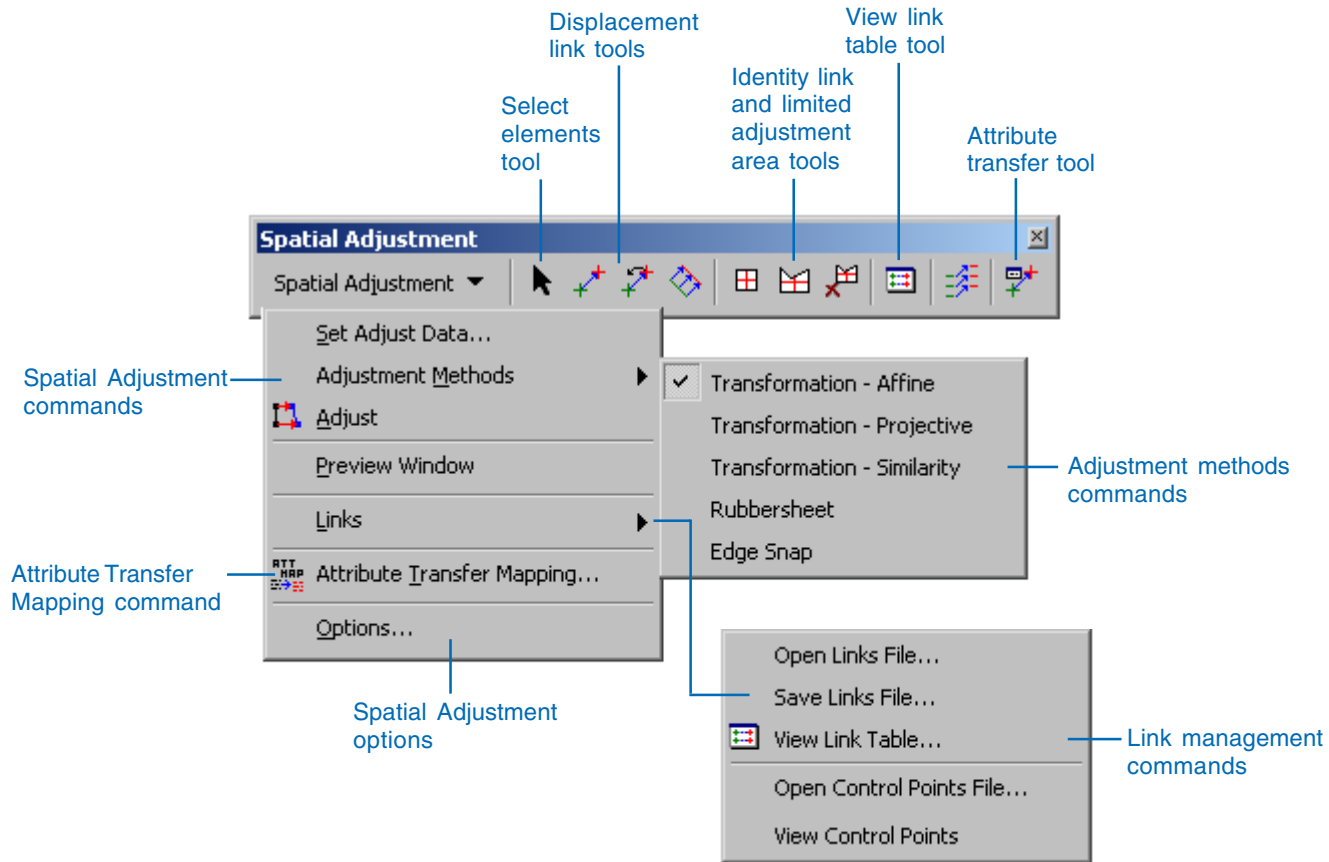 Displacement
link tools
View link
table tool
Identity link
and limited
adjustment
area tools
Select
elements
tool
Attribute
transfer tool
Spatial Adjustment
Spatial Adjustment
Set Adjust Data...
Adjustment Methods
Adjust
Preview Window
Links
ATT
MAP
Attribute Transfer Mapping...
Options...
Spatial Adjustment
commands
Attribute Transfer
Mapping command
Spatial Adjustment
options
Transformation - Affine
Transformation - Projective
Transformation - Similarity
Rubbersheet
Edge Snap
Adjustment methods
commands
Open Links File...
Save Links File...
View Link Table...
Open Control Points File...
View Control Points
Link management
commands